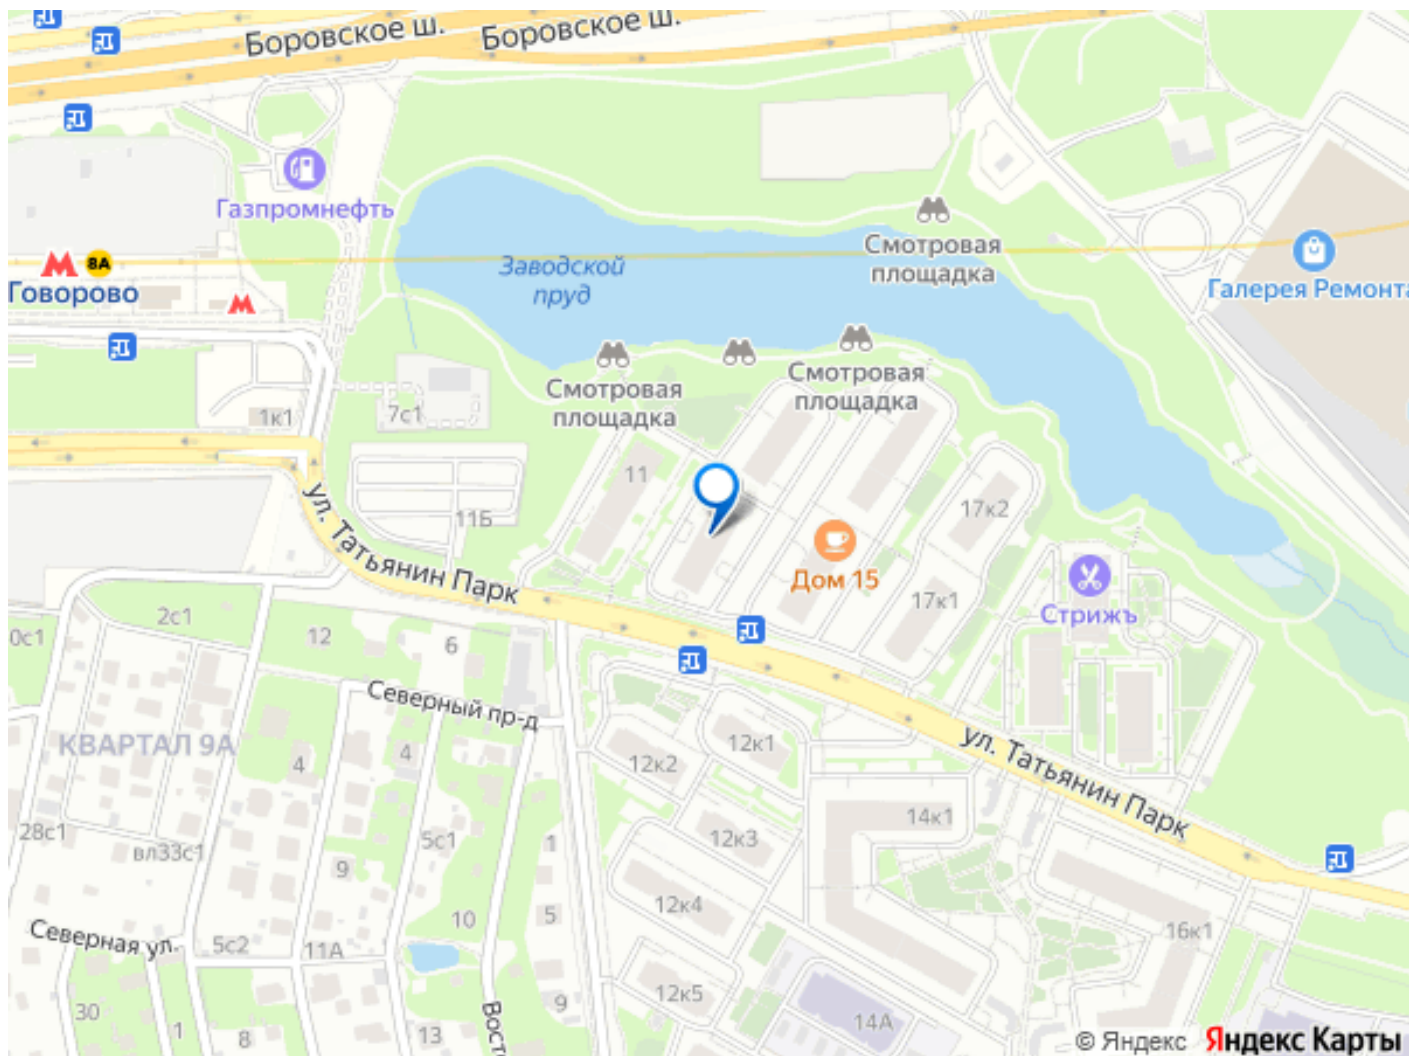 Боровское ш.
Боровское ш.
Газпромнефть
Смотровая
площадка
Заводской
пруд
8А
Говорово
Галерея Ремонта
Смотровая
площадка
Смотровая
площадка
1к1
7с1
11
11Б
17к2
ул. Татьянин Парк
Дом 15
17к1
Стрижъ
2с1
0с1
12
6
Северный пр-д
КВАРТАЛ 9А
4
4
12к1
12к2
ул. Татьянин Парк
28с1
вл33с1
5с1
1
12к3
14к1
9
10
5
12к4
Северная ул.
5с2
11А
16к1
30
1
8
13
Вост
9
12к5
14А
© Яндекс
Яндекс Карты